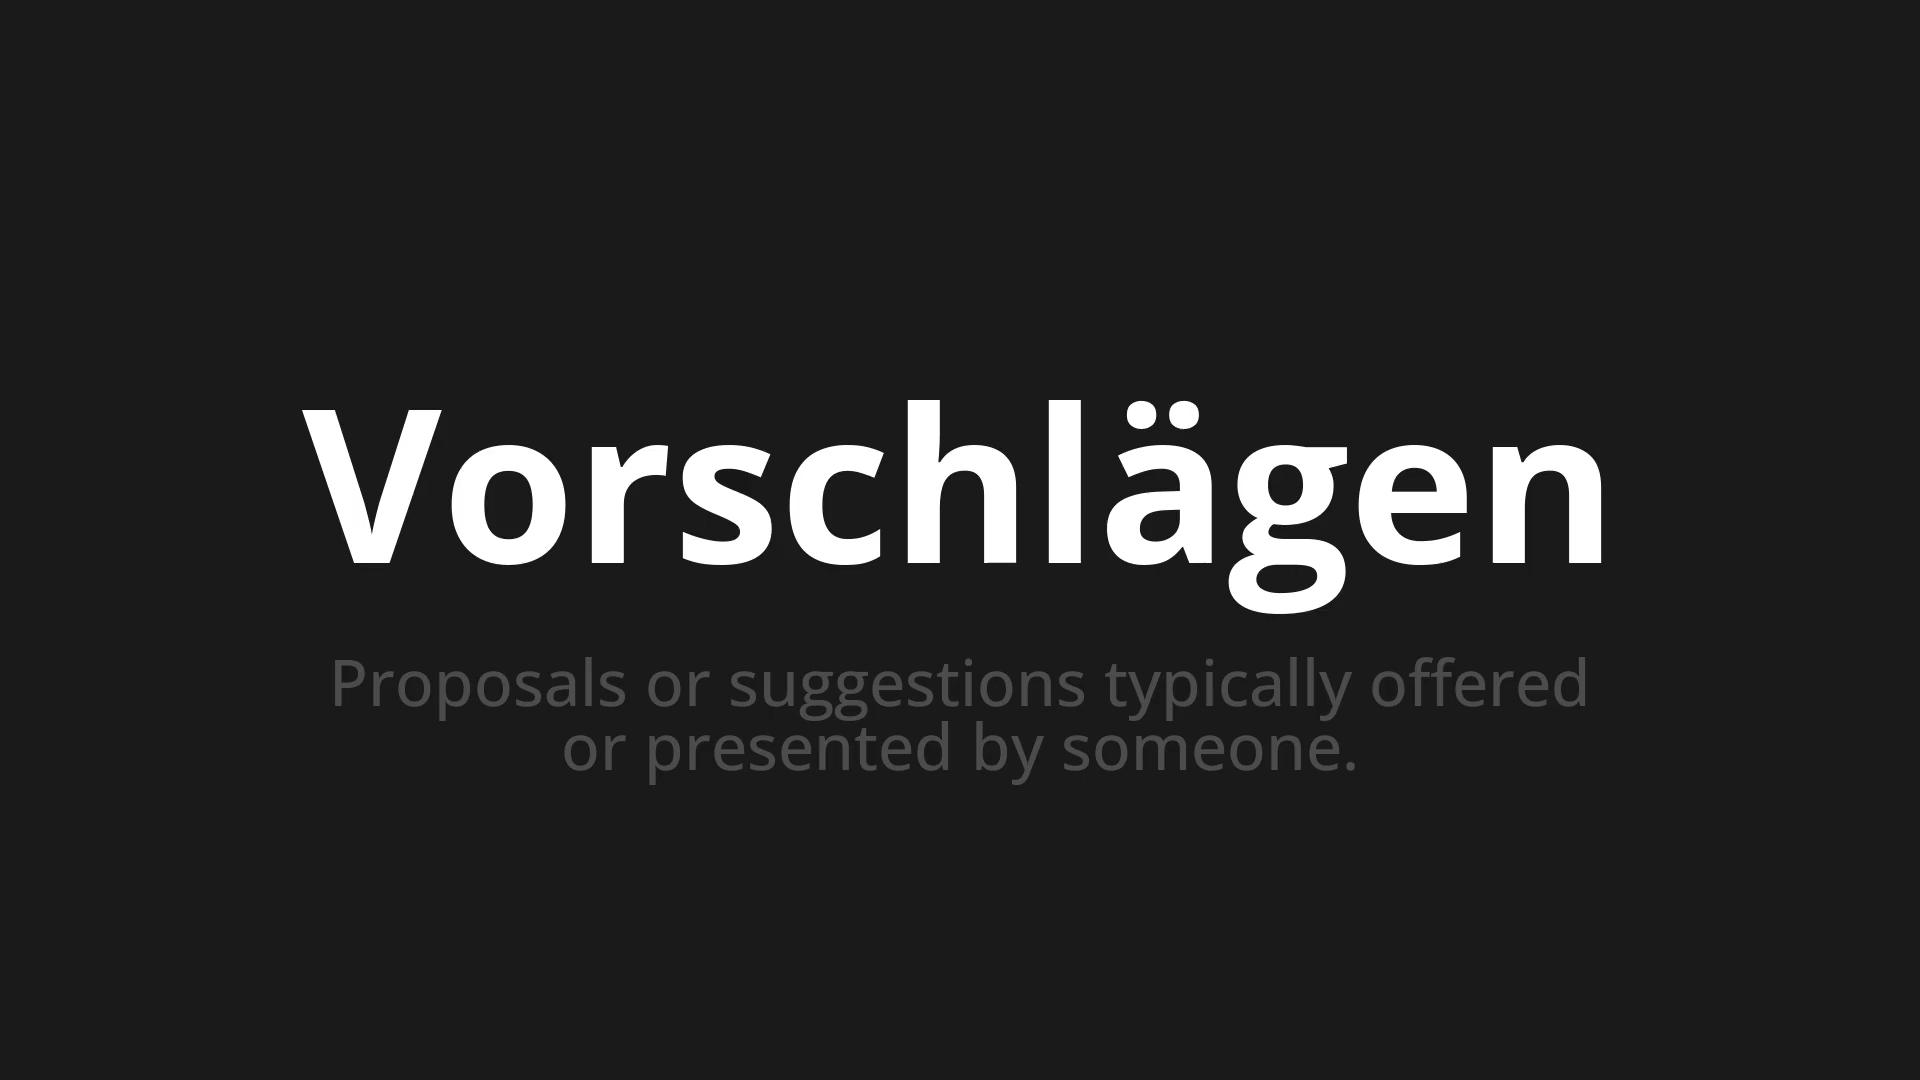 Vorschlägen
Proposals or suggestions typically offered
or presented by someone.